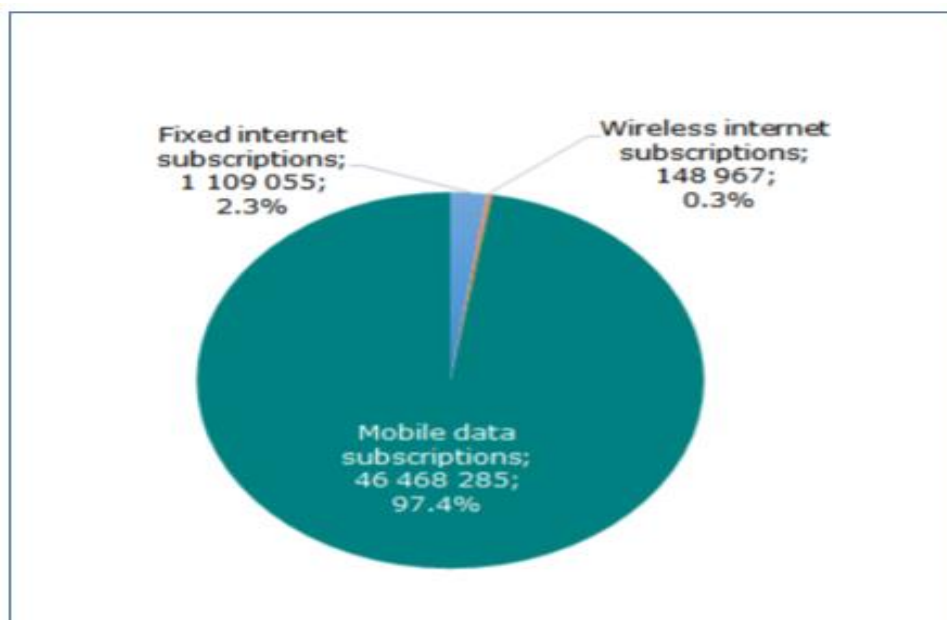 Fixed internet
subscriptions;
1 109 055;
2.3%
Wireless internet
subscriptions;
148 967;
0.3%
Mobile data
subscriptions;
46 468 285;
97.4%